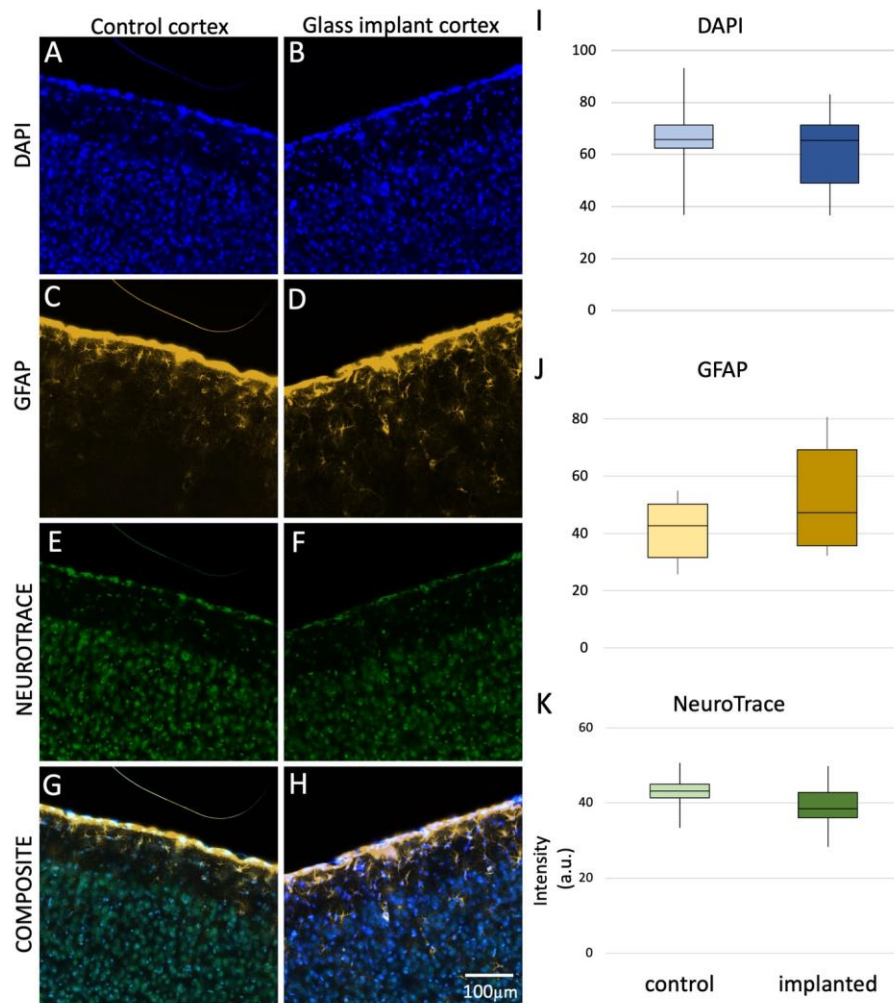 Control cortex
Glass implant cortex
DAPI
A
B
GFAP
C
D
NEUROTRACE
E
F
COMPOSITE
G
H
100μm
I
DAPI
100
80
60
40
20
0
J
GFAP
80
60
40
20
0
K
NeuroTrace
60
40
20
0
Intensity
(a.u.)
control
implanted